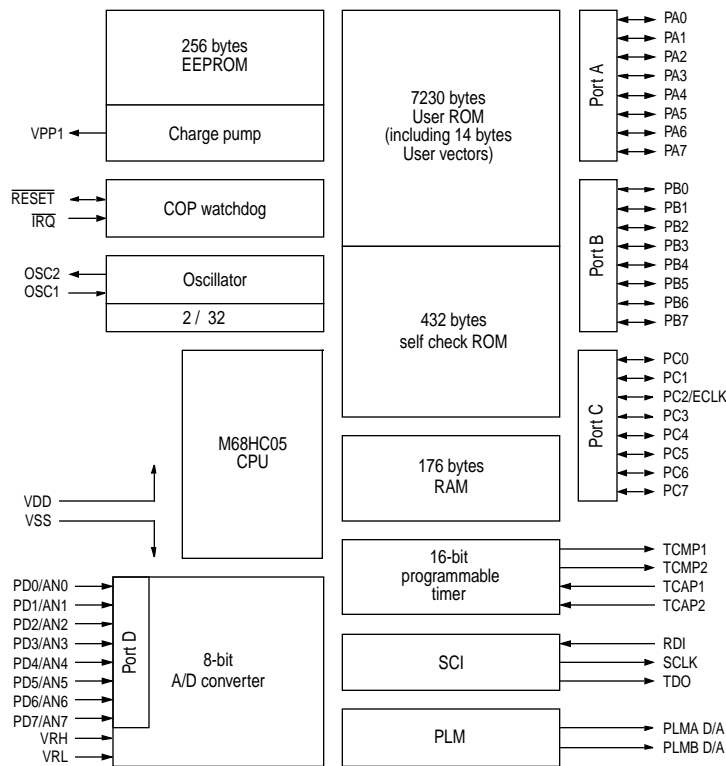 256 bytes
EEPROM
Charge pump
VPP1
RESET
IRQ
COP watchdog
OSC2
OSC1
Oscillator
2 / 32
M68HC05
CPU
VDD
VSS
PD0/AN0
PD1/AN1
PD2/AN2
PD3/AN3
PD4/AN4
PD5/AN5
PD6/AN6
PD7/AN7
VRH
VRL
Port D
8-bit
A/D converter
7230 bytes
User ROM
(including 14 bytes
User vectors)
432 bytes
self check ROM
176 bytes
RAM
16-bit
programmable
timer
SCI
PLM
Port A
PA0
PA1
PA2
PA3
PA4
PA5
PA6
PA7
Port B
PB0
PB1
PB2
PB3
PB4
PB5
PB6
PB7
Port C
PC0
PC1
PC2/ECLK
PC3
PC4
PC5
PC6
PC7
TCMP1
TCMP2
TCAP1
TCAP2
RDI
SCLK
TDO
PLMA D/A
PLMB D/A